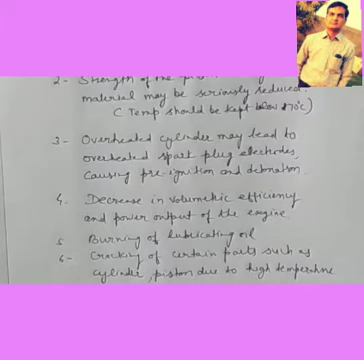 2- Strength of the
material may be seriously reduced.
( Temp should be kept below 270°c)
3- Overheated cylinder may lead to
overheated spark plug electrodes,
causing pre-ignition and detonation.
4. Decrease in volumetric efficiency
and power output of the engine
5 Burning of lubricating oil
6- Cracking of certain parts such as
cylinder, piston due to high temperature